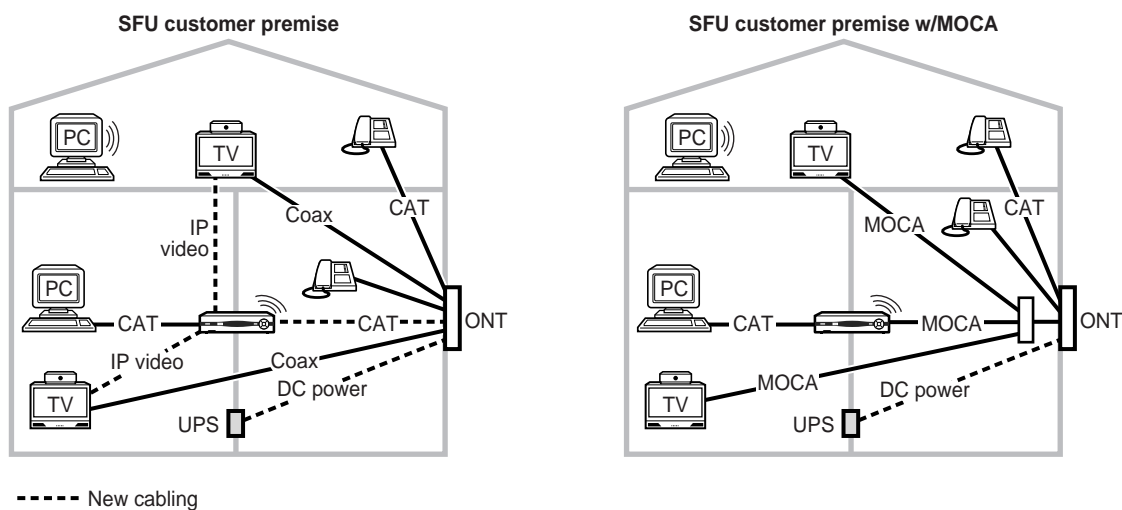 SFU customer premise
PC
TV
Coax
CAT
IP
video
PC
CAT
CAT
ONT
IP video
Coax
DC power
TV
UPS
SFU customer premise w/MOCA
PC
TV
MOCA
CAT
PC
CAT
MOCA
ONT
MOCA
DC power
TV
UPS
New cabling